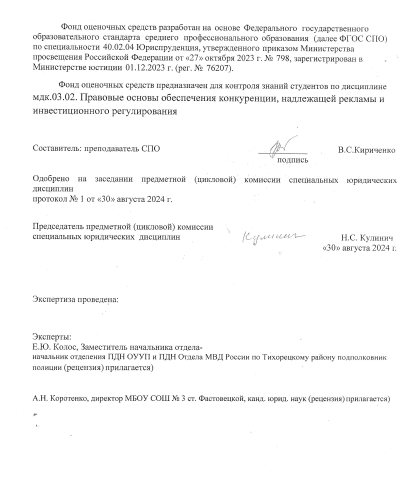 Фонд оценочных средств разработан на основе Федерального государственного
образовательного стандарта среднего профессионального образования (далее ФГОС СПО)
по специальности 40.02.04 Юриспруденция, утвержденного приказом Министерства
просвещения Российской Федерации от «27» октября 2023 г. № 798, зарегистрирован в
Министерстве юстиции 01.12.2023 г. (рег. № 76207).
Фонд оценочных средств предназначен для контроля знаний студентов по дисциплине
мдк.03.02. Правовые основы обеспечения конкуренции, надлежащей рекламы и
инвестиционного регулирования
Составитель: преподаватель СПО В.С.Кириченко
подпись
Одобрено на заседании предметной (цикловой) комиссии специальных юридических
дисциплин
протокол № 1 от «30» августа 2024 г.
Председатель предметной (цикловой) комиссии
специальных юридических дисциплин Кулинич Н.С. Кулинич
«30» августа 2024 г.
Экспертиза проведена:
Эксперты:
Е.Ю. Колос, Заместитель начальника отдела-
начальник отделения ПДН ОУУП и ПДН Отдела МВД России по Тихорецкому району подполковник
полиции (рецензия) прилагается)
А.Н. Коротенко, директор МБОУ СОШ № 3 ст. Фастовецкой, канд. юрид. наук (рецензия) прилагается)